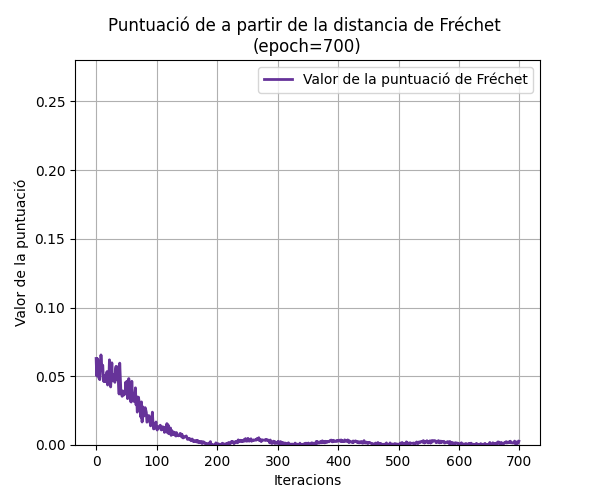 Puntuació de a partir de la distancia de Fréchet
(epoch=700)
Valor de la puntuació de Fréchet
Valor de la puntuació
0.25
0.20
0.15
0.10
0.05
0.00
0 100 200 300 400 500 600 700
Iteracions